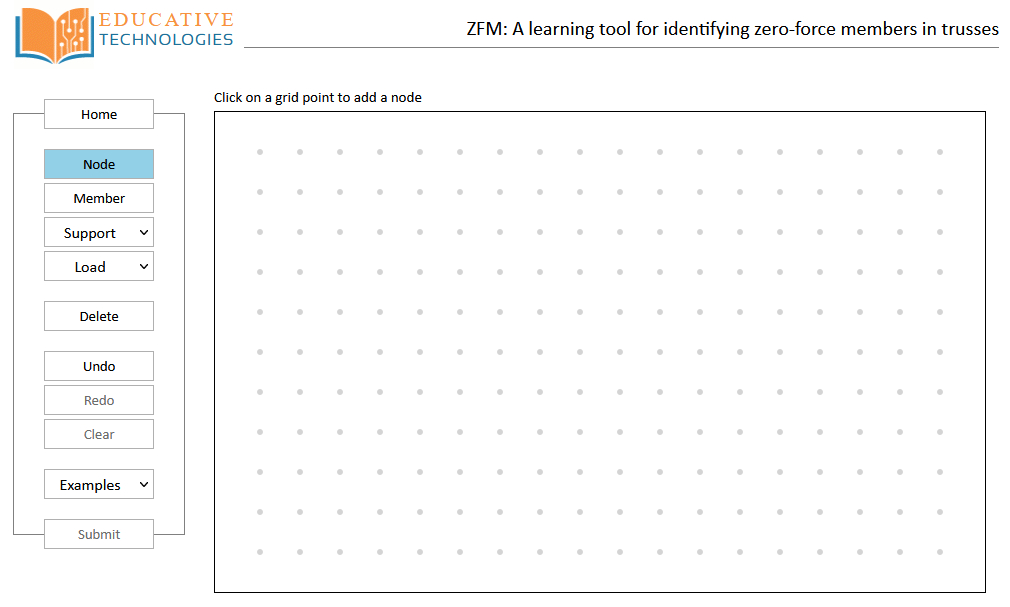 EDUCATIVE
TECHNOLOGIES
ZFM: A learning tool for identifying zero-force members in trusses
Click on a grid point to add a node
Home
Node
Member
Support
Load
Delete
Undo
Redo
Clear
Examples
Submit